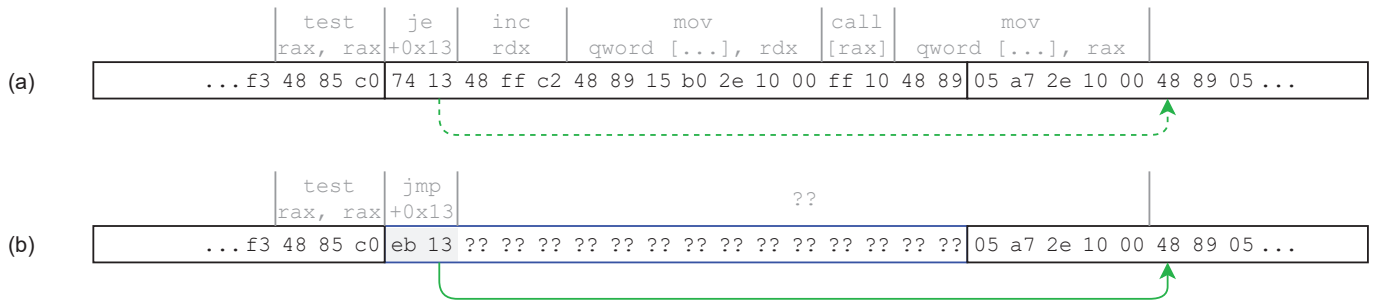 test je inc mov call mov
rax, rax +0x13 rdx qword [...], rdx [rax] qword [...], rax
(a) ...f3 48 85 c0 74 13 48 ff c2 48 89 15 b0 2e 10 00 ff 10 48 89 05 a7 2e 10 00 48 89 05...
test jmp ??
rax, rax +0x13
(b) ...f3 48 85 c0 eb 13 ?? ?? ?? ?? ?? ?? ?? ?? ?? ?? ?? ?? ?? ?? 05 a7 2e 10 00 48 89 05...